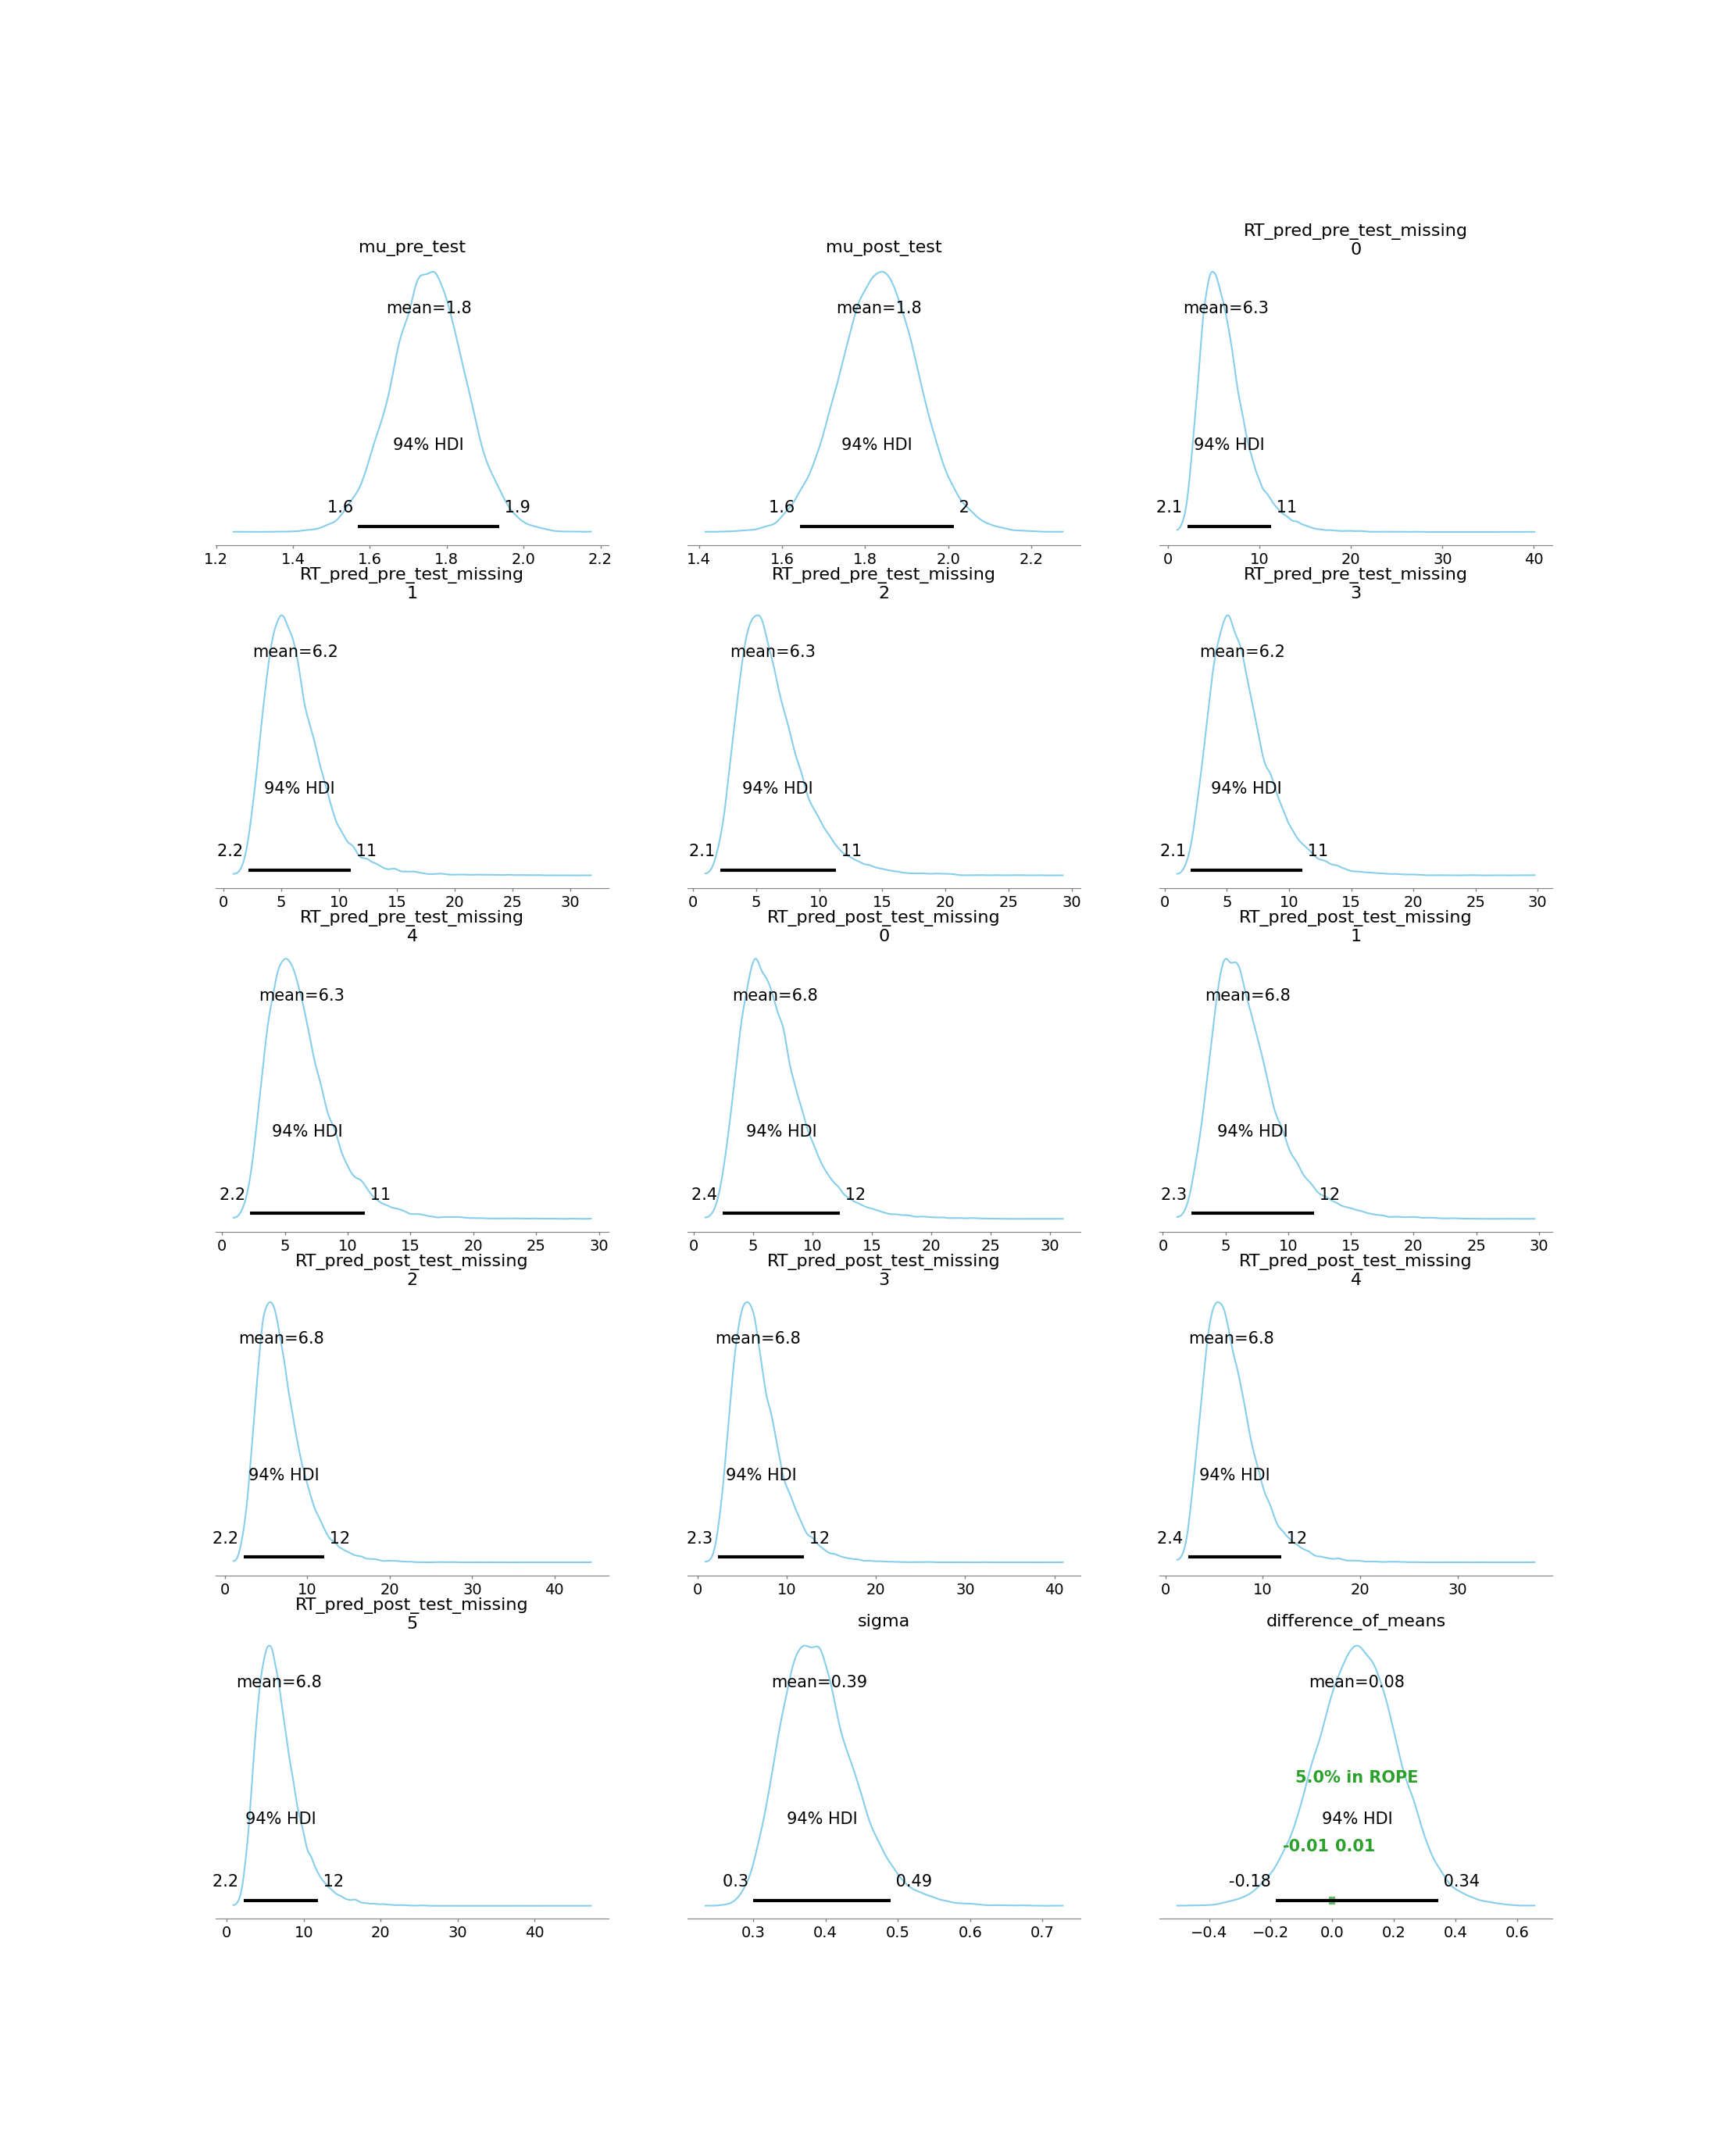 mu_pre_test
mean=1.8
94% HDI
1.6 1.9
1.2 1.4 1.6 1.8 2.0 2.2
mu_post_test
mean=1.8
94% HDI
1.6 2
1.4 1.6 1.8 2.0 2.2
RT_pred_pre_test_missing
0
mean=6.3
94% HDI
2.1 11
0 10 20 30 40
RT_pred_pre_test_missing
1
mean=6.2
94% HDI
2.2 11
0 5 10 15 20 25 30
RT_pred_pre_test_missing
2
mean=6.3
94% HDI
2.1 11
0 5 10 15 20 25 30
RT_pred_pre_test_missing
3
mean=6.2
94% HDI
2.1 11
0 5 10 15 20 25 30
RT_pred_pre_test_missing
4
mean=6.3
94% HDI
2.2 11
0 5 10 15 20 25 30
RT_pred_post_test_missing
0
mean=6.8
94% HDI
2.4 12
0 5 10 15 20 25 30
RT_pred_post_test_missing
1
mean=6.8
94% HDI
2.3 12
0 5 10 15 20 25 30
RT_pred_post_test_missing
2
mean=6.8
94% HDI
2.2 12
0 10 20 30 40
RT_pred_post_test_missing
3
mean=6.8
94% HDI
2.3 12
0 10 20 30 40
RT_pred_post_test_missing
4
mean=6.8
94% HDI
2.4 12
0 10 20 30
RT_pred_post_test_missing
5
mean=6.8
94% HDI
2.2 12
0 10 20 30 40
sigma
mean=0.39
94% HDI
0.3 0.49
0.3 0.4 0.5 0.6 0.7
difference_of_means
mean=0.08
5.0% in ROPE
94% HDI
-0.01 0.01
-0.18 0.34
−0.4 −0.2 0.0 0.2 0.4 0.6